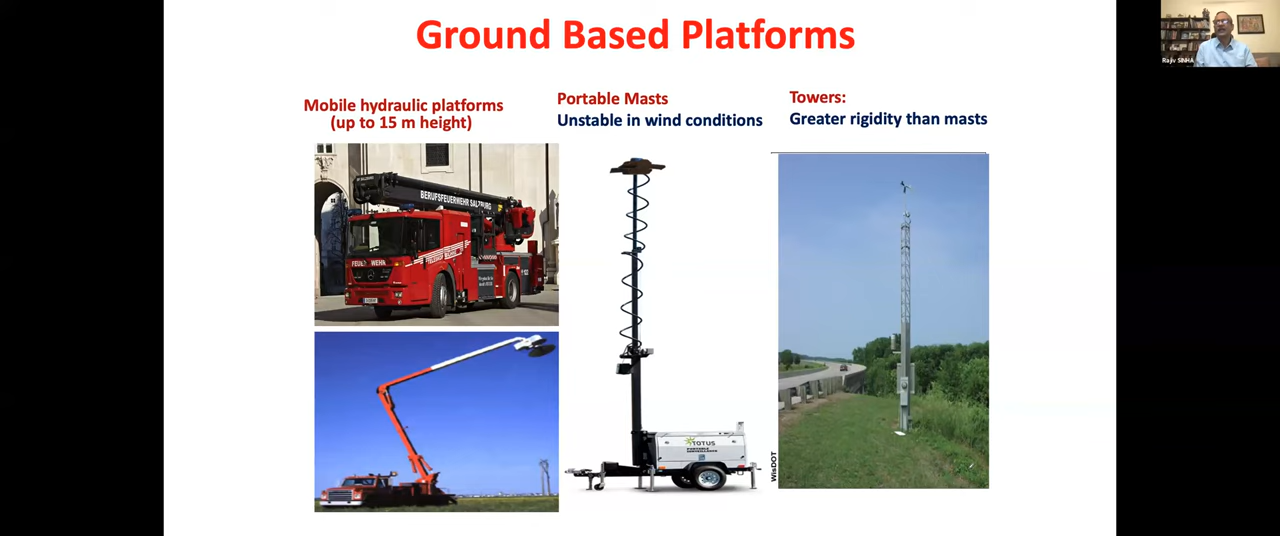 Ground Based Platforms
Rajiv SINHA
Mobile hydraulic platforms
(up to 15 m height)
Portable Masts
Unstable in wind conditions
Towers:
Greater rigidity than masts
BERUFSFEUERWEHR SALZBURG
FEUERWEHR
TATUS
WisDOT